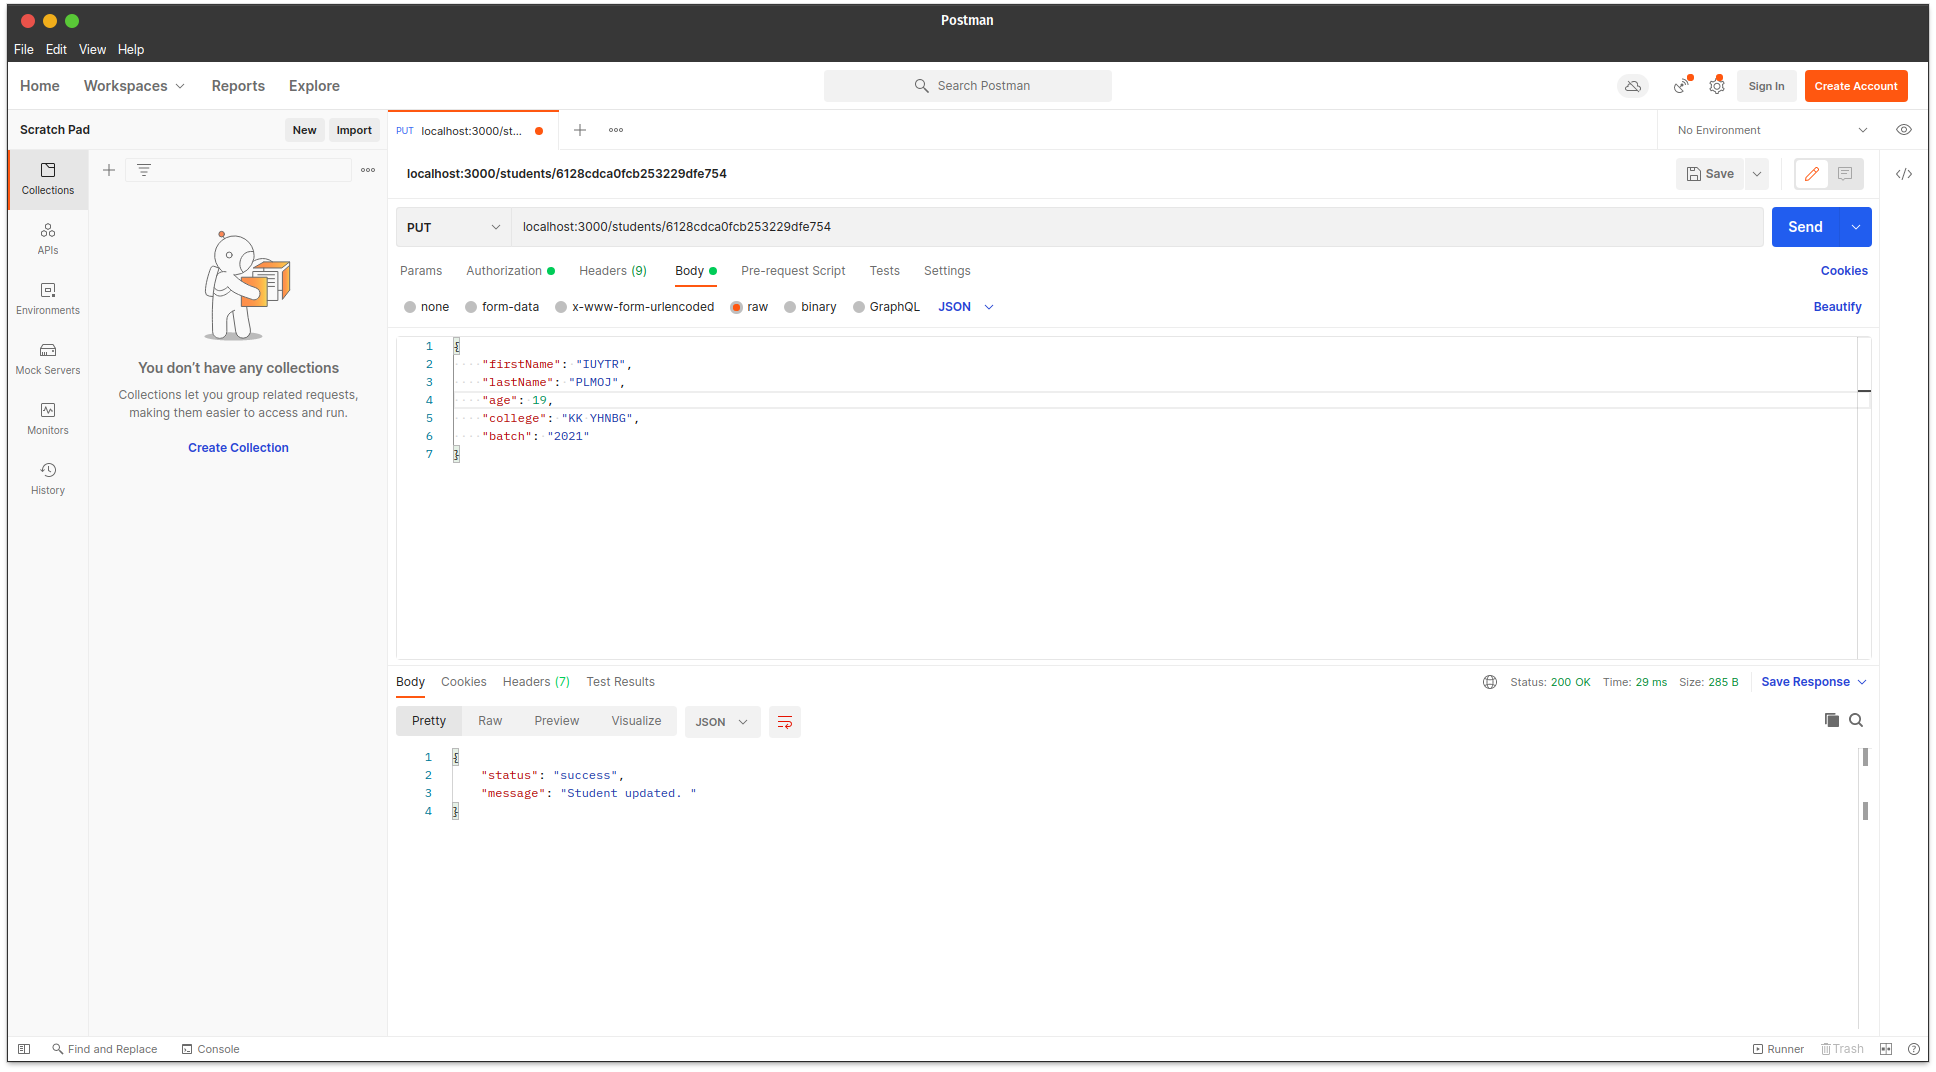 Postman
File Edit View Help
Home Workspaces Reports Explore Search Postman Sign In Create Account
Scratch Pad New Import PUT localhost:3000/st... No Environment
localhost:3000/students/6128cdca0fcb253229dfe754 Save
Collections
PUT localhost:3000/students/6128cdca0fcb253229dfe754 Send
APIs
Params Authorization Headers (9) Body Pre-request Script Tests Settings Cookies
none form-data x-www-form-urlencoded raw binary GraphQL JSON Beautify
Environments
Mock Servers
Monitors
History
You don't have any collections
Collections let you group related requests,
making them easier to access and run.
Create Collection
1 {
2 "firstName": "IUYTR",
3 "lastName": "PLMOJ",
4 "age": 19,
5 "college": "KK YHNBG",
6 "batch": "2021"
7 }
Body Cookies Headers (7) Test Results Status: 200 OK Time: 29 ms Size: 285 B Save Response
Pretty Raw Preview Visualize JSON
1 {
2 "status": "success",
3 "message": "Student updated. "
4 }
Find and Replace Console Runner Trash